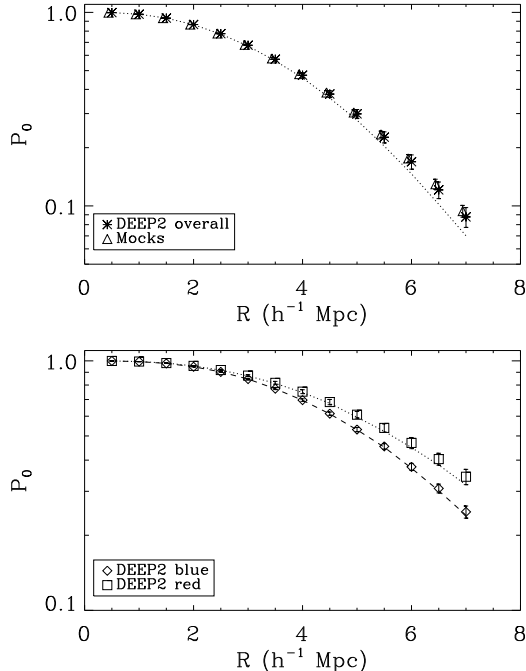 1.0
P0
0.1
DEEP2 overall
Mocks
0 2 4 6 8
R (h-1 Mpc)
1.0
P0
DEEP2 blue
DEEP2 red
0.1
0 2 4 6 8
R (h-1 Mpc)